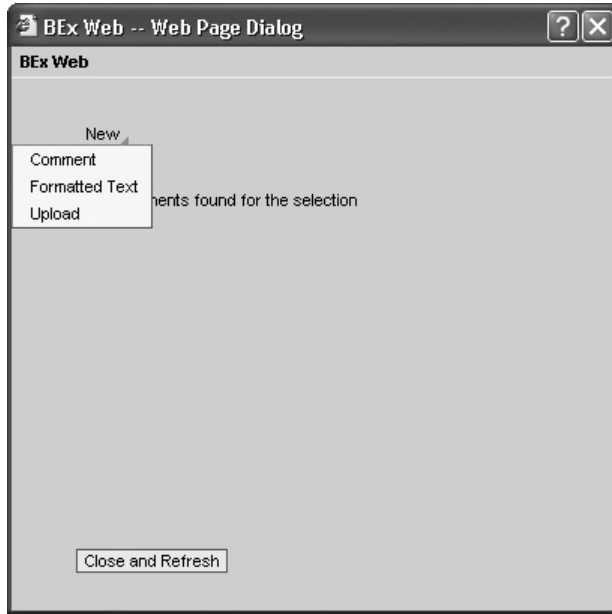 BEx Web -- Web Page Dialog
BEx Web
New
Comment
Formatted Text
Upload
found for the selection
Close and Refresh